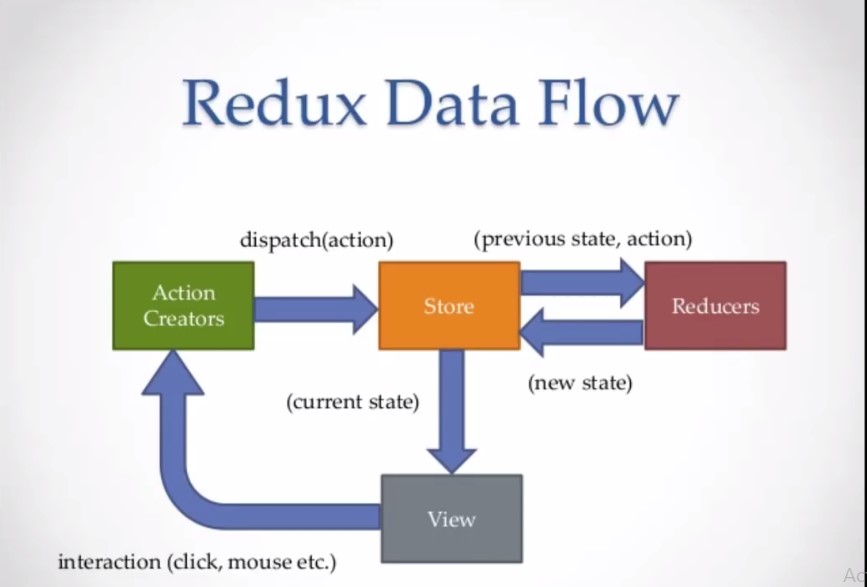 Redux Data Flow
dispatch(action)
(previous state, action)
Action
Creators
Store
Reducers
(new state)
(current state)
View
interaction (click, mouse etc.)